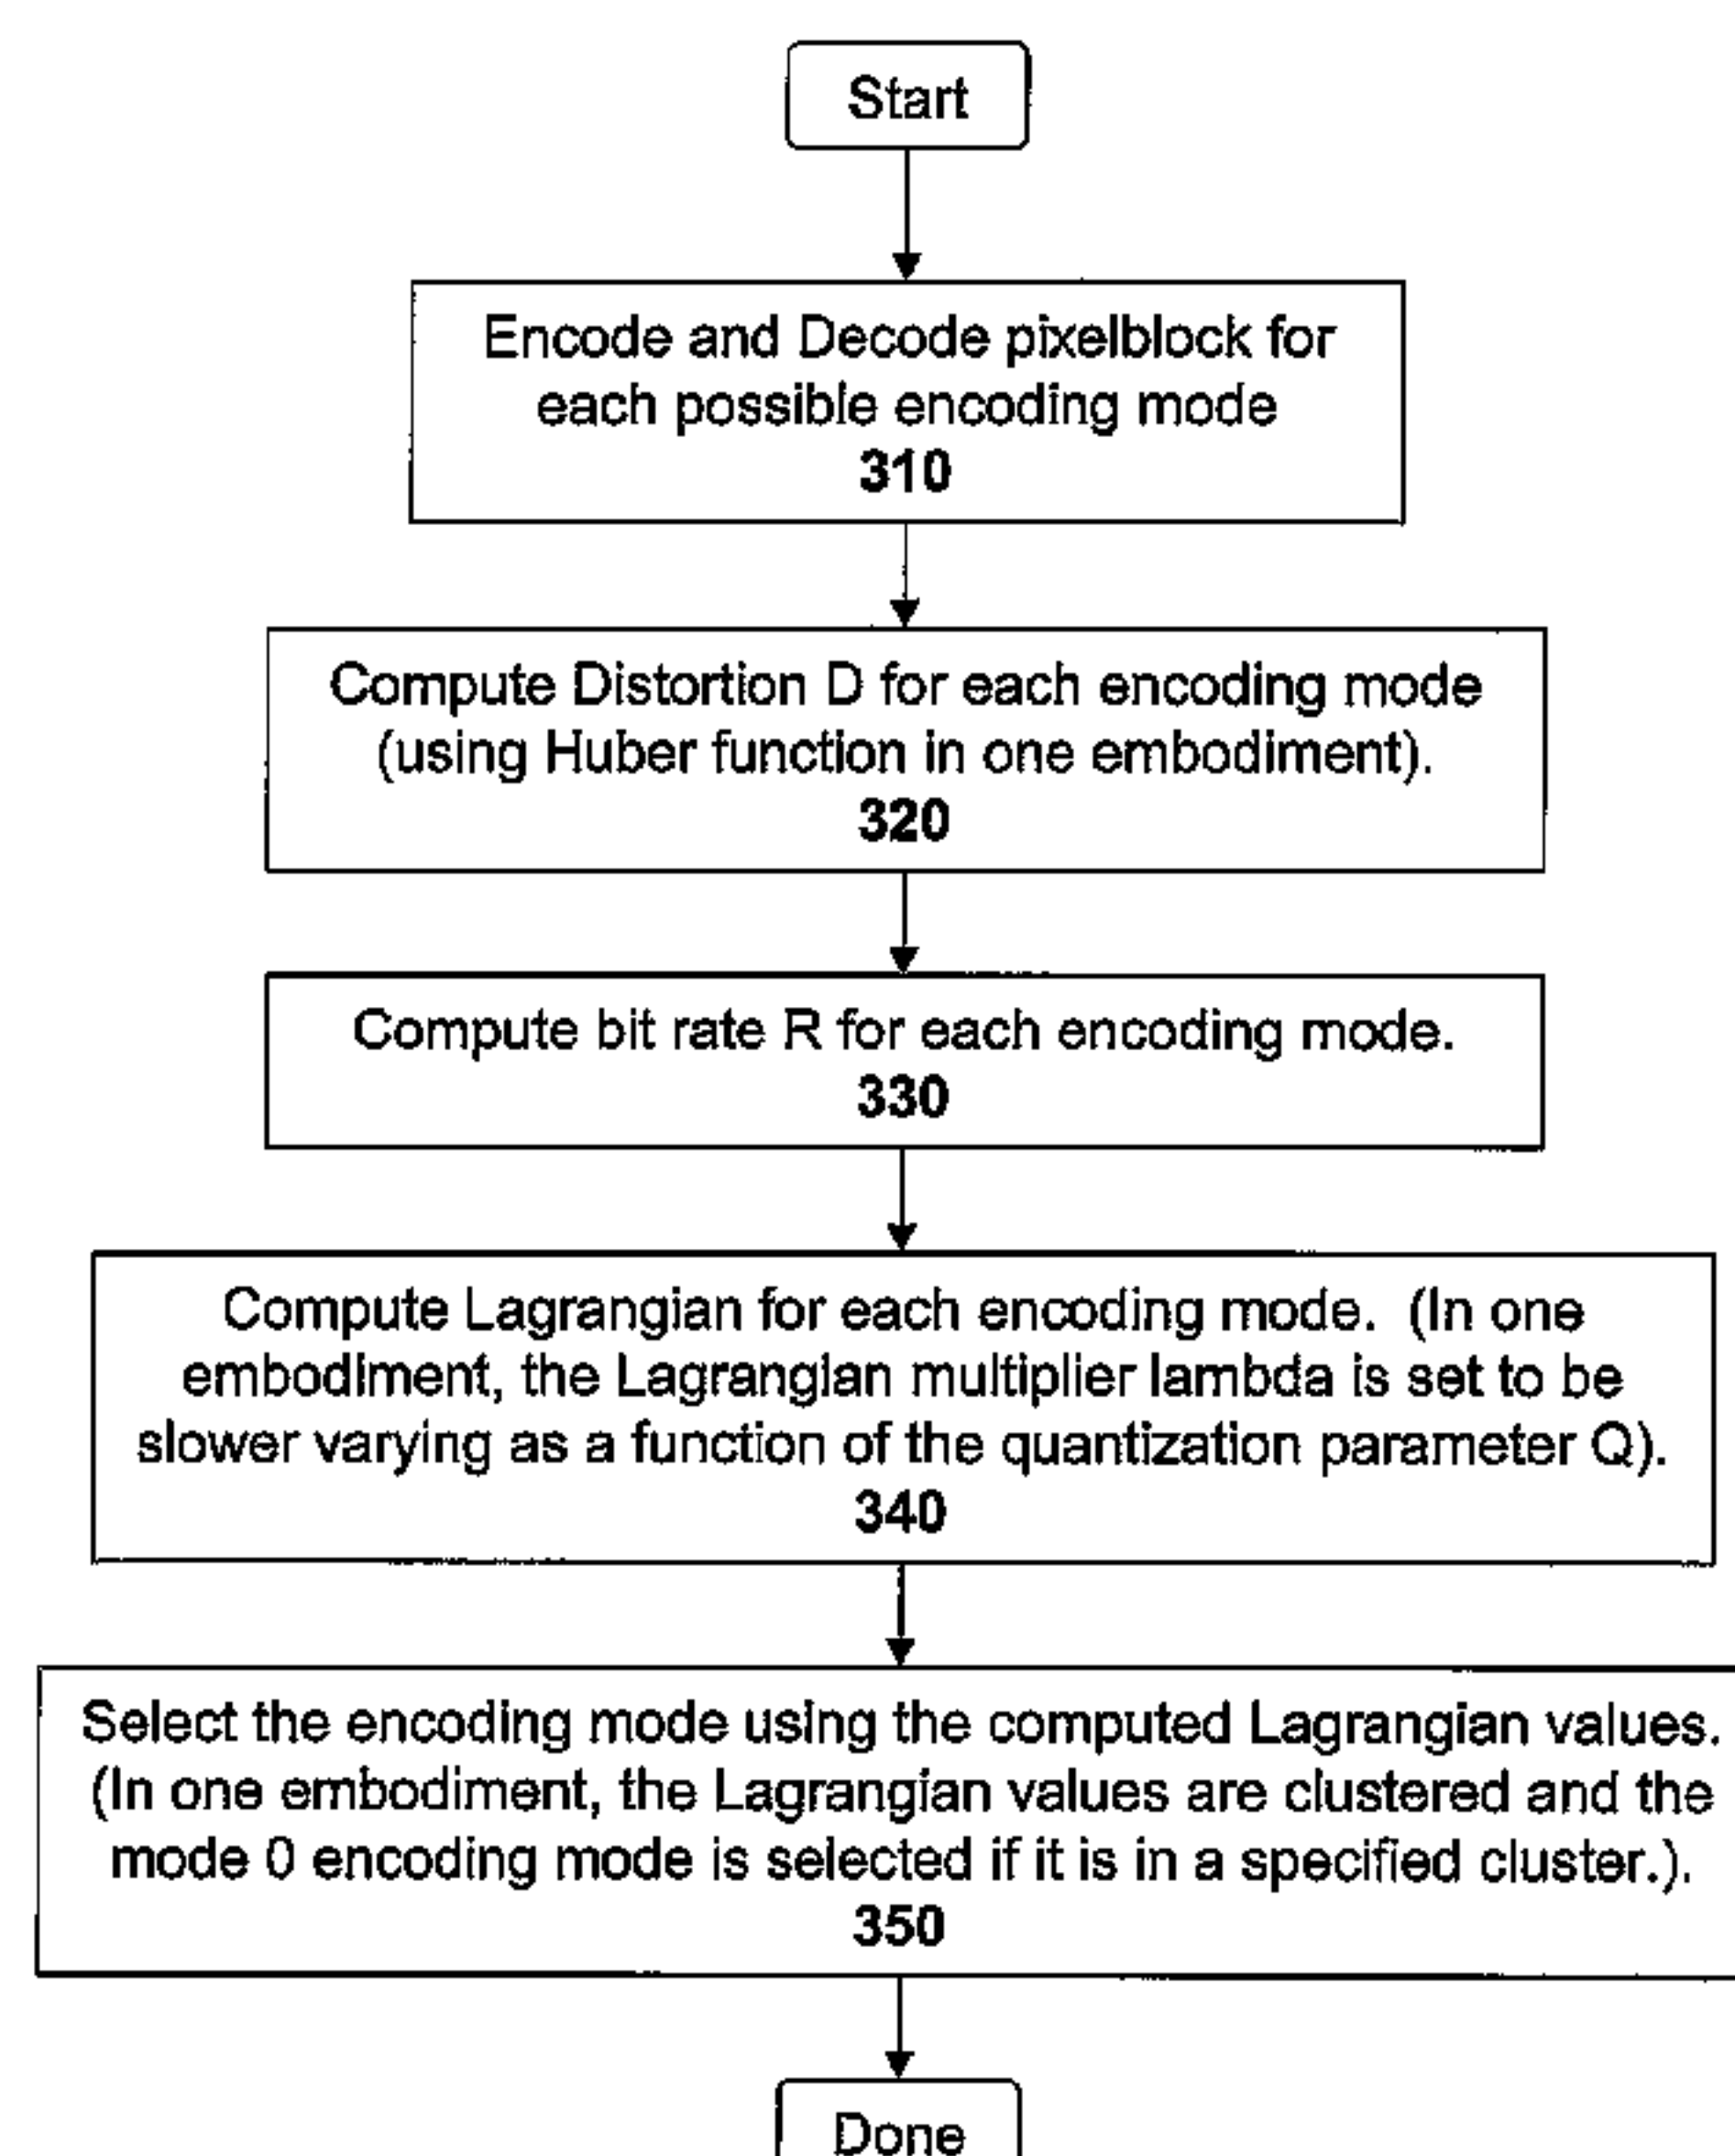 Start
Encode and Decode pixelblock for
each possible encoding mode
310
Compute Distortion D for each encoding mode
(using Huber function in one embodiment).
320
Compute bit rate R for each encoding mode.
330
Compute Lagrangian for each encoding mode. (In one
embodiment, the Lagrangian multiplier lambda is set to be
slower varying as a function of the quantization parameter Q).
340
Select the encoding mode using the computed Lagrangian values.
(In one embodiment, the Lagrangian values are clustered and the
mode 0 encoding mode is selected if it is in a specified cluster.).
350
Done